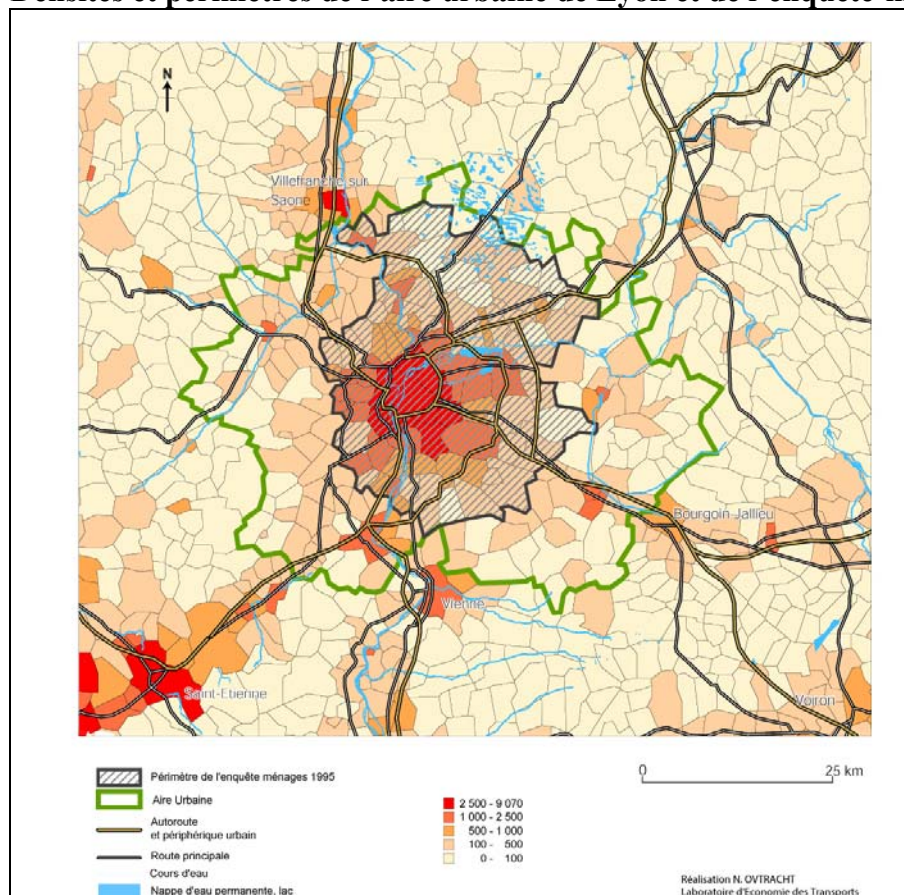 Densités et périmètres de l'aire urbaine de Lyon et de l'enquête
N
Villefranche sur
Saone
Bourgoin Jallieu
Vienne
Saint-Etienne
Voiron
Périmètre de l'enquête ménages 1995
Aire Urbaine
Autoroute
et périphérique urbain
Route principale
Cours d'eau
Nappe d'eau permanente, lac
2 500 - 9 070
1 000 - 2 500
500 - 1 000
100 - 500
0 - 100
0 25 km
Réalisation N. OVTRACHT
Laboratoire d'Economie des Transports